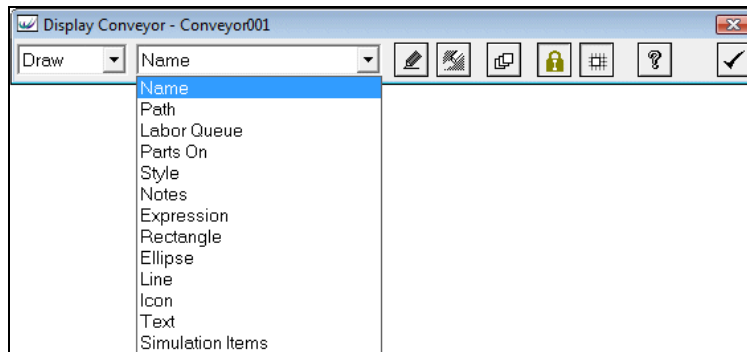 Display Conveyor - Conveyor001
Draw Name
Name
Path
Labor Queue
Parts On
Style
Notes
Expression
Rectangle
Ellipse
Line
Icon
Text
Simulation Items